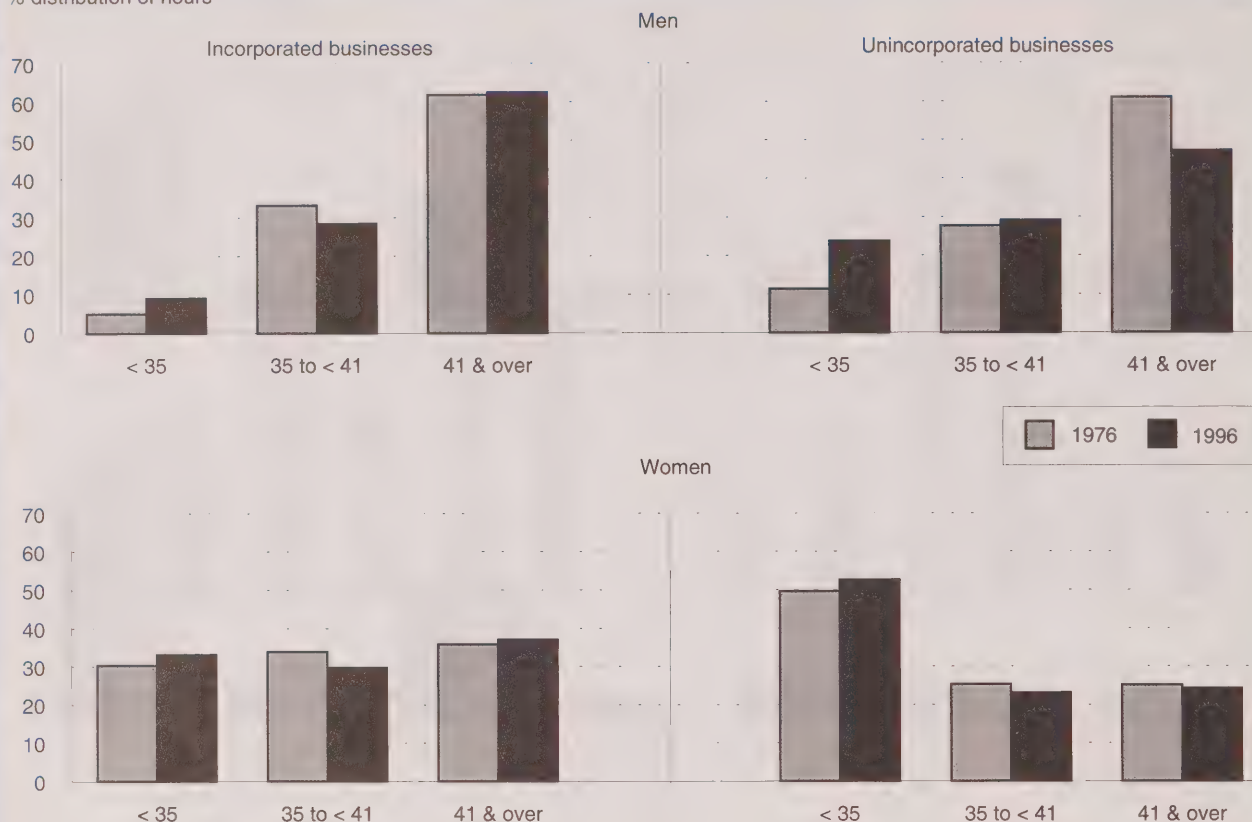 % distribution of hours
Men
Incorporated businesses
Unincorporated businesses
70
60
50
40
30
20
10
0
< 35
35 to < 41
41 & over
< 35
35 to < 41
41 & over
1976
1996
Women
70
60
50
40
30
20
10
0
< 35
35 to < 41
41 & over
< 35
35 to < 41
41 & over